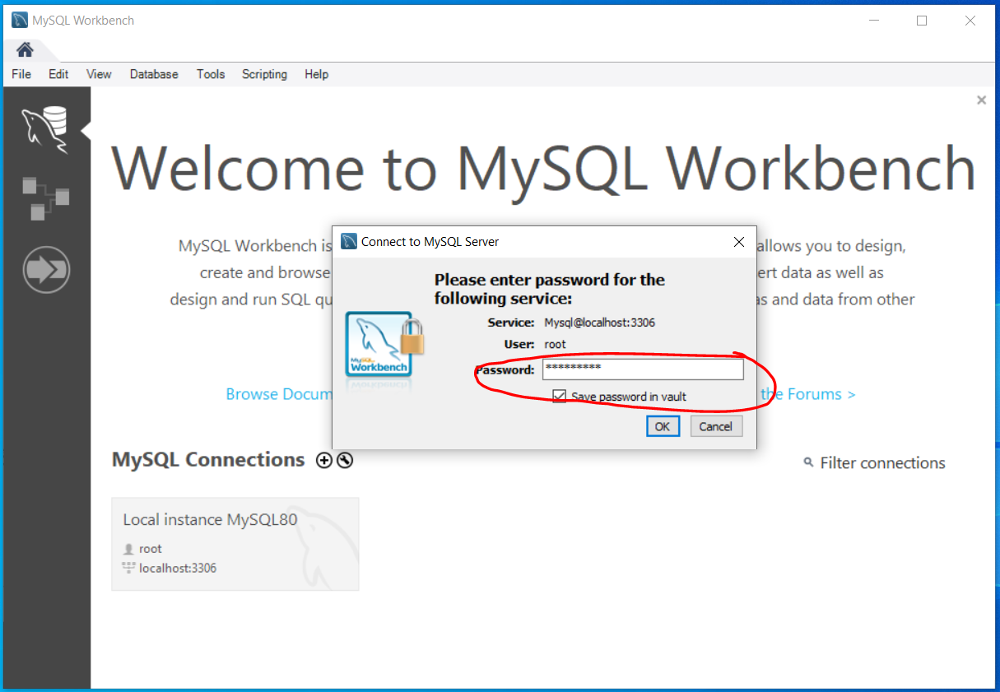 MySQL Workbench
File Edit View Database Tools Scripting Help
Welcome to MySQL Workbench
MySQL Workbench is
allows you to design,
create and browse
ert data as well as
design and run SQL qu
as and data from other
Browse Docum
the Forums >
Connect to MySQL Server
Please enter password for the
following service:
Service: Mysql@localhost:3306
User: root
Password: *********
Save password in vault
OK Cancel
MySQL
Workbench
MySQL Connections
Filter connections
Local instance MySQL80
root
localhost:3306